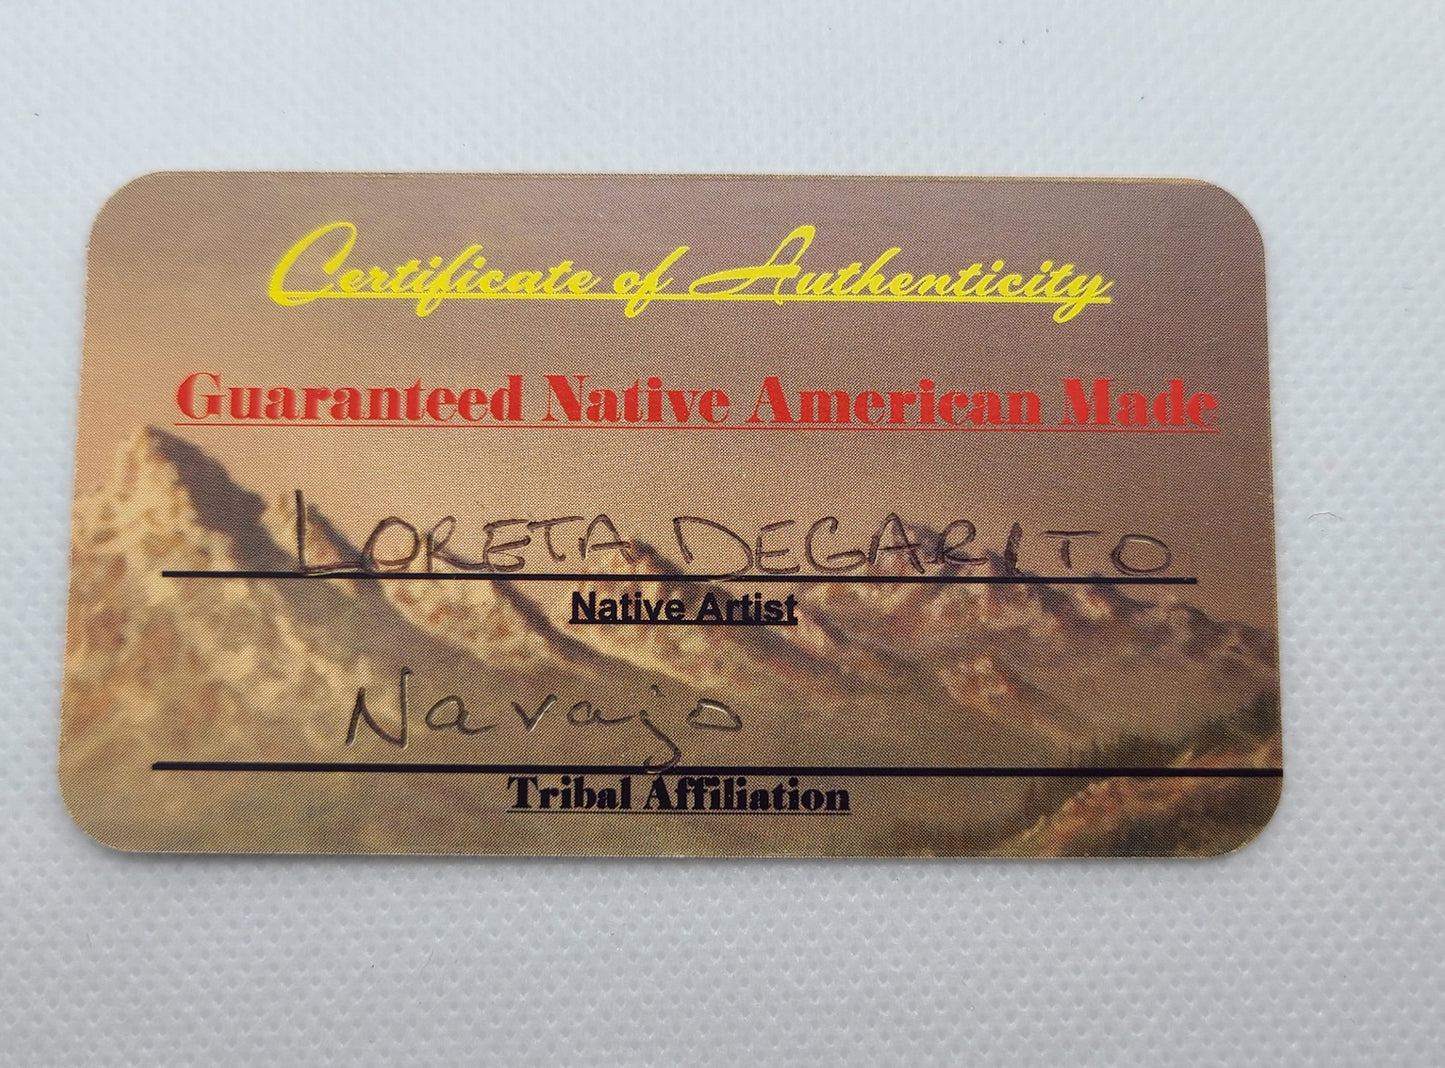 Certificate of Authenticity
Guaranteed Native American Made
LORETA DEGARITO
Native Artist
Navajo
Tribal Affiliation